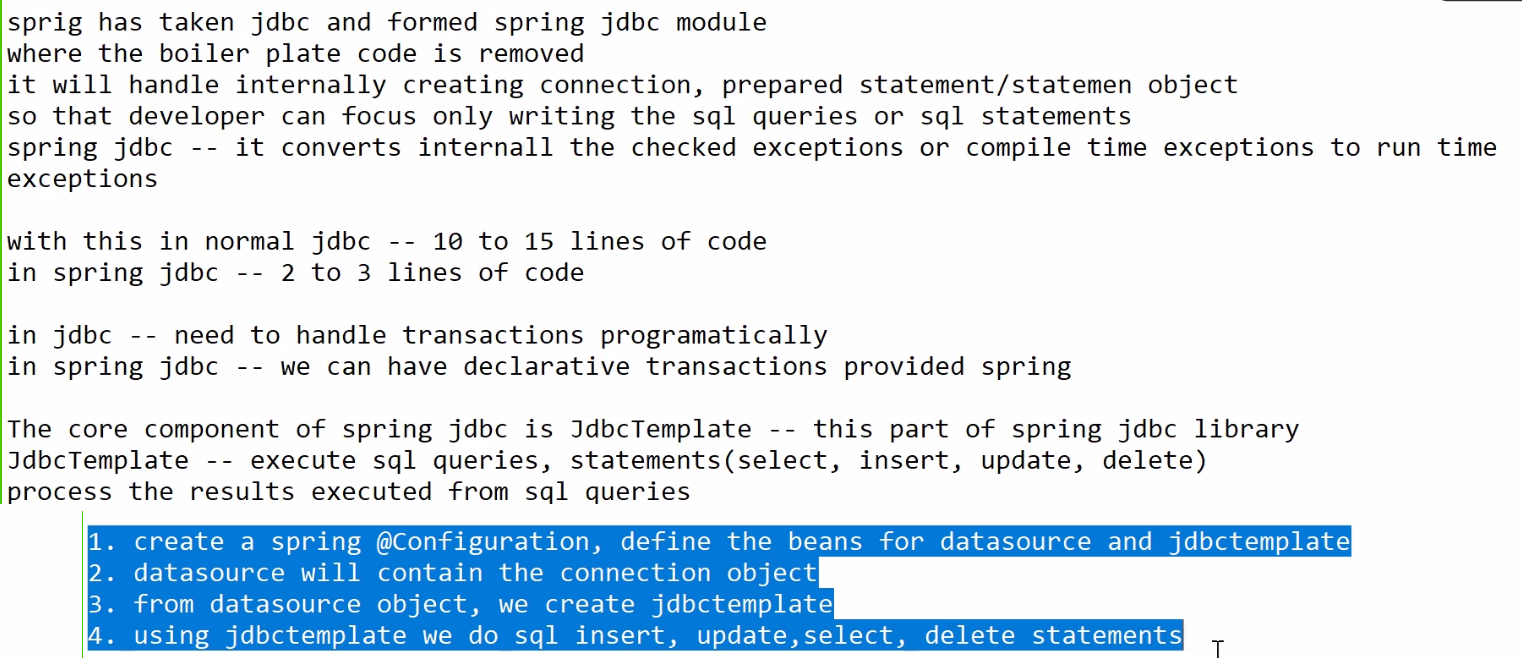 sprig has taken jdbc and formed spring jdbc module
where the boiler plate code is removed
it will handle internally creating connection, prepared statement/statemen object
so that developer can focus only writing the sql queries or sql statements
spring jdbc -- it converts internall the checked exceptions or compile time exceptions to run time
exceptions
with this in normal jdbc -- 10 to 15 lines of code
in spring jdbc -- 2 to 3 lines of code
in jdbc -- need to handle transactions programatically
in spring jdbc -- we can have declarative transactions provided spring
The core component of spring jdbc is JdbcTemplate -- this part of spring jdbc library
JdbcTemplate -- execute sql queries, statements(select, insert, update, delete)
process the results executed from sql queries
1. create a spring @Configuration, define the beans for datasource and jdbctemplate
2. datasource will contain the connection object
3. from datasource object, we create jdbctemplate
4. using jdbctemplate we do sql insert, update,select, delete statements